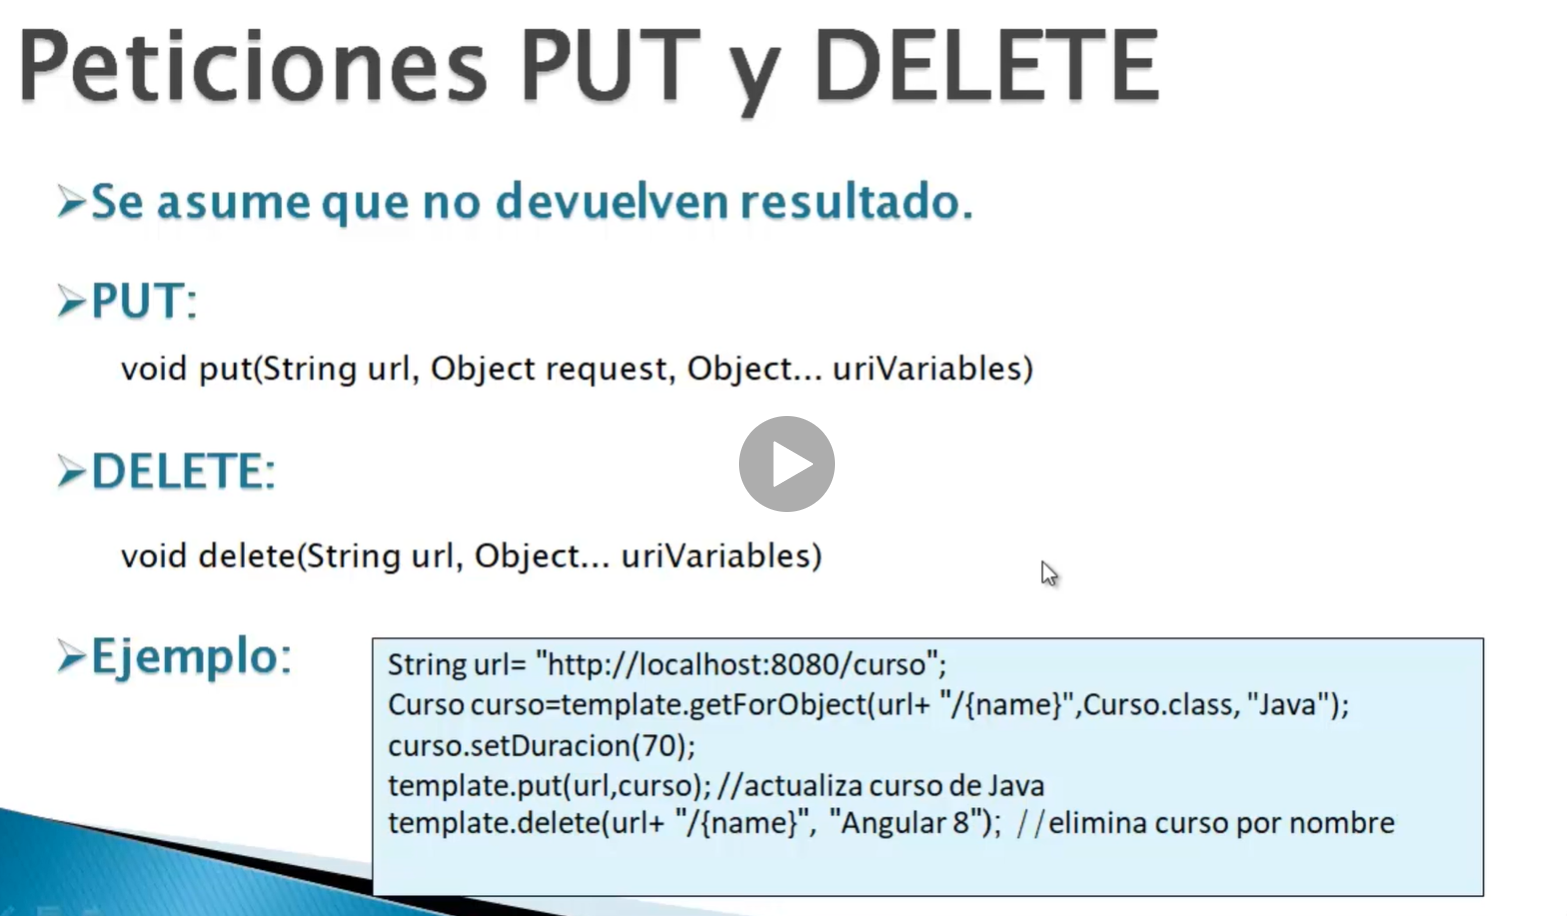 Peticiones PUT y DELETE
Se asume que no devuelven resultado.
PUT:
void put(String url, Object request, Object... uriVariables)
DELETE:
void delete(String url, Object... uriVariables)
Ejemplo:
String url= "http://localhost:8080/curso";
Curso curso=template.getForObject(url+ "/{name}",Curso.class, "Java");
curso.setDuracion(70);
template.put(url,curso); //actualiza curso de Java
template.delete(url+ "/{name}", "Angular 8"); //elimina curso por nombre